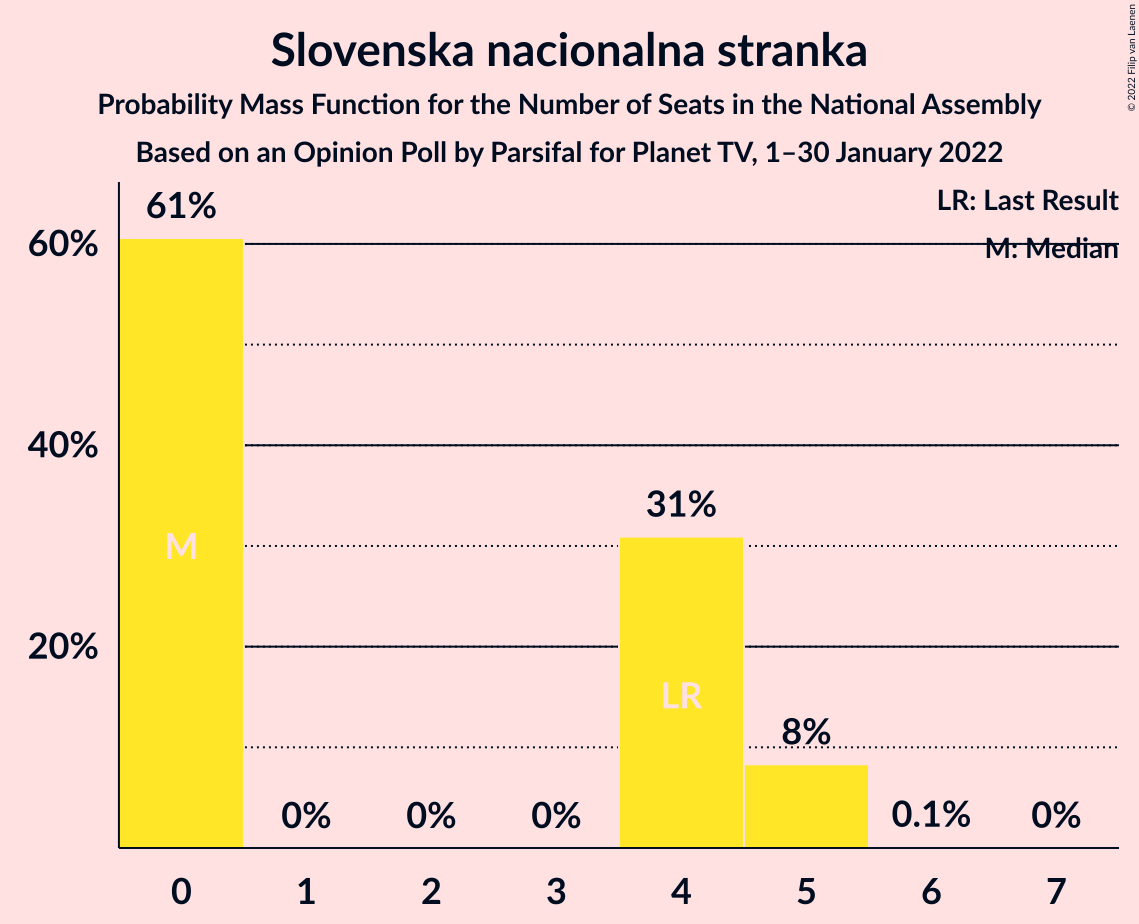 Slovenska nacionalna stranka
Probability Mass Function for the Number of Seats in the National Assembly
Based on an Opinion Poll by Parsifal for Planet TV, 1–30 January 2022
© 2022 Filip van Laenen
LR: Last Result
M: Median
61%
60%
40%
31%
M
20%
LR
8%
0%
0%
0%
0.1%
0%
0 1 2 3 4 5 6 7